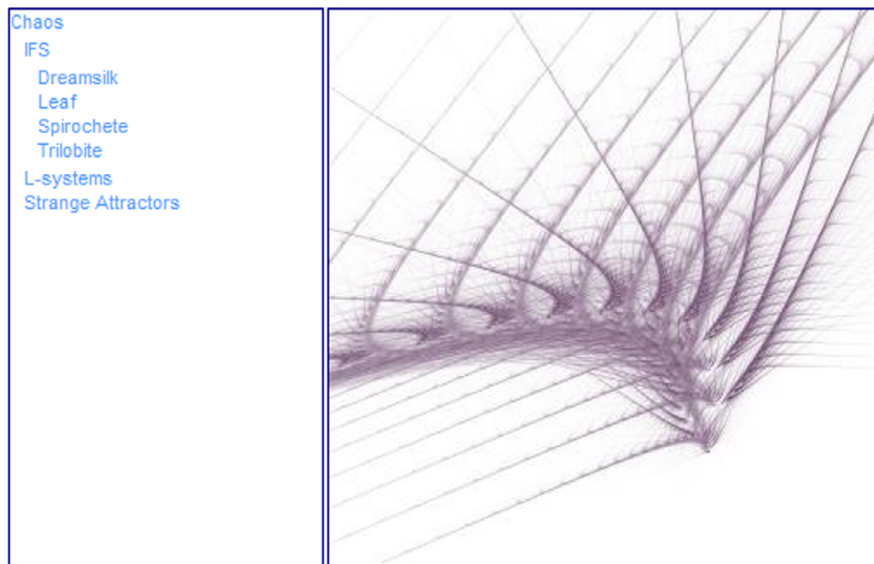 Chaos
IFS
Dreamsilk
Leaf
Spirochete
Trilobite
L-systems
Strange Attractors